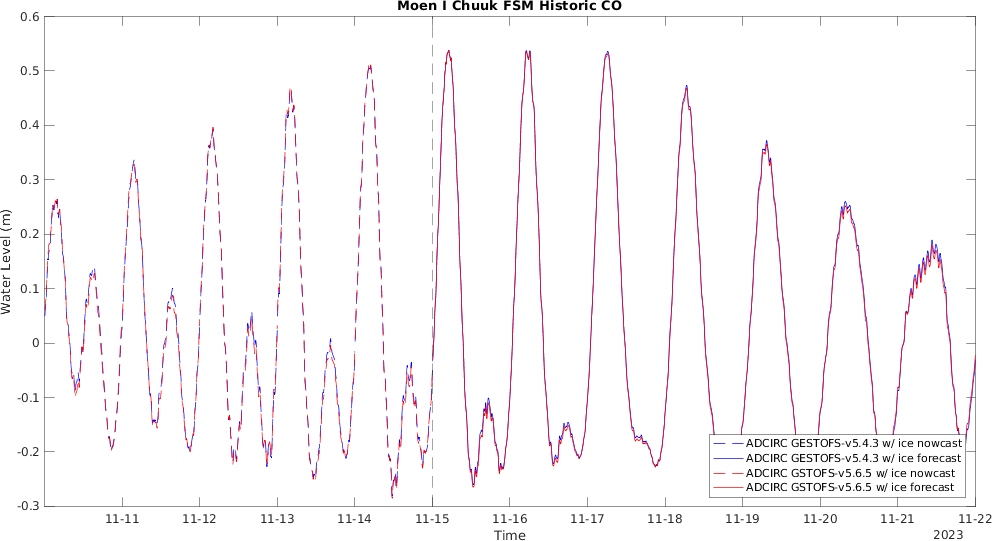 Moen I Chuuk FSM Historic CO
0.6
0.5
0.4
0.3
0.2
0.1
0
-0.1
-0.2
-0.3
Water Level (m)
ADCIRC GESTOFS-v5.4.3 w/ ice nowcast
ADCIRC GESTOFS-v5.4.3 w/ ice forecast
ADCIRC GSTOFS-v5.6.5 w/ ice nowcast
ADCIRC GSTOFS-v5.6.5 w/ ice forecast
11-11 11-12 11-13 11-14 11-15 11-16 11-17 11-18 11-19 11-20 11-21 11-22
Time
2023